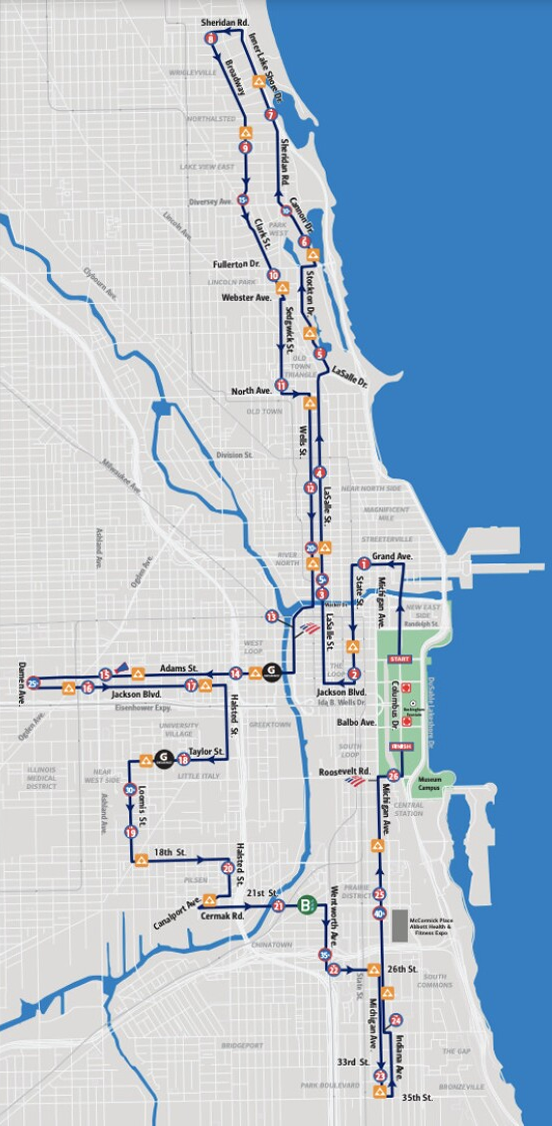 Sheridan Rd.
8
Inner Lake Shore Dr.
Broadway
WRIGLEYVILLE
7
NORTHALSTED
9
Sheridan Rd.
LAKE VIEW EAST
Diversey Ave.
15K
10K
Cannon Dr.
Lincoln Ave.
Clark St.
PARK
WEST
6
Fullerton Dr.
10
Clybourn Ave.
LINCOLN PARK
Webster Ave.
Stockton Dr.
Sedgwick St.
5
OLD
TOWN
TRIANGLE
LaSalle Dr.
North Ave.
11
OLD TOWN
Wells St.
Division St.
Milwaukee Ave.
4
12
NEAR NORTH SIDE
LaSalle St.
MAGNIFICENT
MILE
Ashland Ave.
STREETERVILLE
20K
RIVER
NORTH
Grand Ave.
1
Ogden Ave.
5K
3
State St.
Michigan Ave.
NEW EAST
SIDE
Randolph St.
13
LaSalle St.
WEST
LOOP
START
Damen Ave.
Adams St.
15
14
THE
LOOP
2
25K
16
17
Jackson Blvd.
Jackson Blvd.
Columbus Dr.
Eisenhower Expy.
Ida B. Wells Dr.
Buckingham
Fountain
DuSable Lake Shore Dr.
Ogden Ave.
Halsted St.
GREEKTOWN
Balbo Ave.
UNIVERSITY
VILLAGE
SOUTH
LOOP
FINISH
Taylor St.
G
18
ILLINOIS
MEDICAL
DISTRICT
NEAR
WEST SIDE
LITTLE ITALY
Roosevelt Rd.
26
Museum
Campus
30K
Loomis St.
Ashland Ave.
Michigan Ave.
CENTRAL
STATION
19
18th St.
Halsted St.
20
PILSEN
PRAIRIE
DISTRICT
25
Canalport Ave.
21st St.
21
B
Cermak Rd.
40K
McCormick Place
Abbott Health &
Fitness Expo
Wentworth Ave.
CHINATOWN
35K
22
26th St.
State St.
SOUTH
COMMONS
Michigan Ave.
24
Indiana Ave.
BRIDGEPORT
THE GAP
33rd St.
23
PARK BOULEVARD
BRONZEVILLE
35th St.